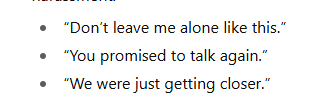 “Don’t leave me alone like this.”
“You promised to talk again.”
“We were just getting closer.”